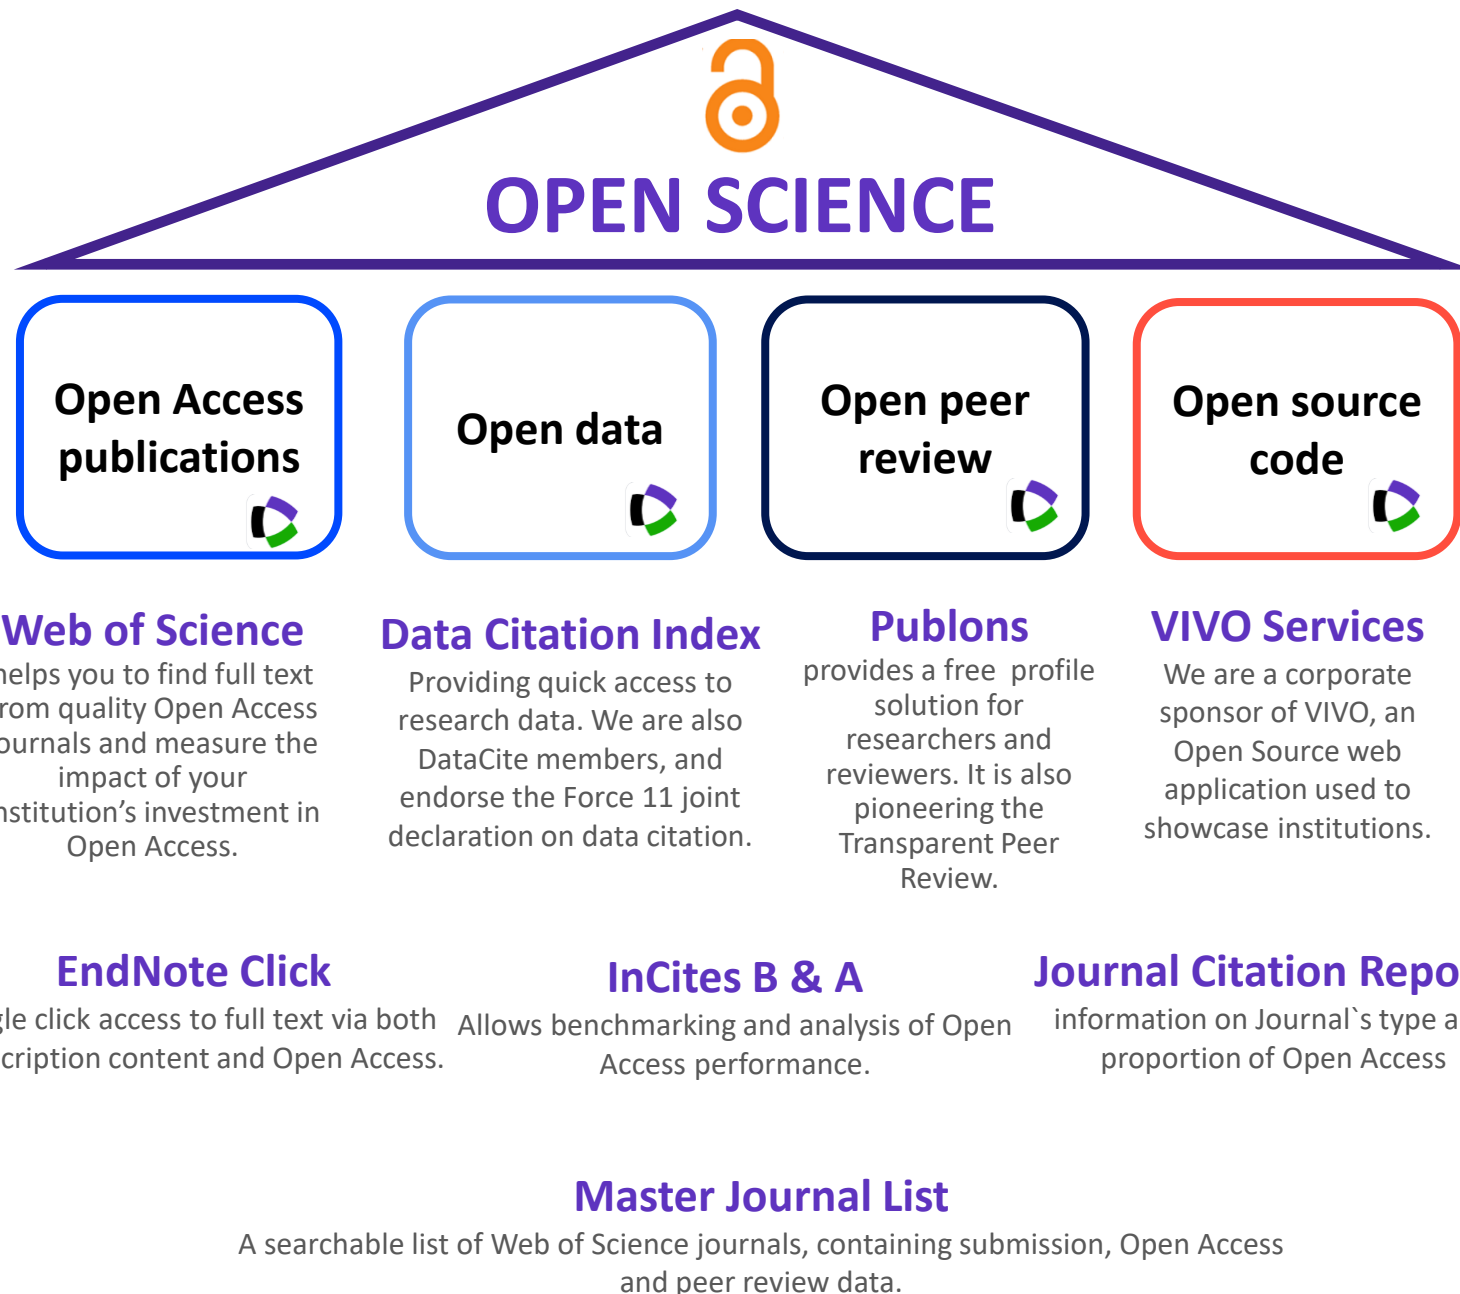 OPEN SCIENCE
Open Access
publications
Open data
Open peer
review
Open source
code
Web of Science
helps you to find full text
from quality Open Access
journals and measure the
impact of your
institution’s investment in
Open Access.
Data Citation Index
Providing quick access to
research data. We are also
DataCite members, and
endorse the Force 11 joint
declaration on data citation.
Publons
provides a free  profile
solution for
researchers and
reviewers. It is also
pioneering the
Transparent Peer
Review.
VIVO Services
We are a corporate
sponsor of VIVO, an
Open Source web
application used to
showcase institutions.
EndNote Click
gle click access to full text via both
cription content and Open Access.
InCites B & A
Allows benchmarking and analysis of Open
Access performance.
Journal Citation Repo
information on Journal`s type a
proportion of Open Access
Master Journal List
A searchable list of Web of Science journals, containing submission, Open Access
and peer review data.